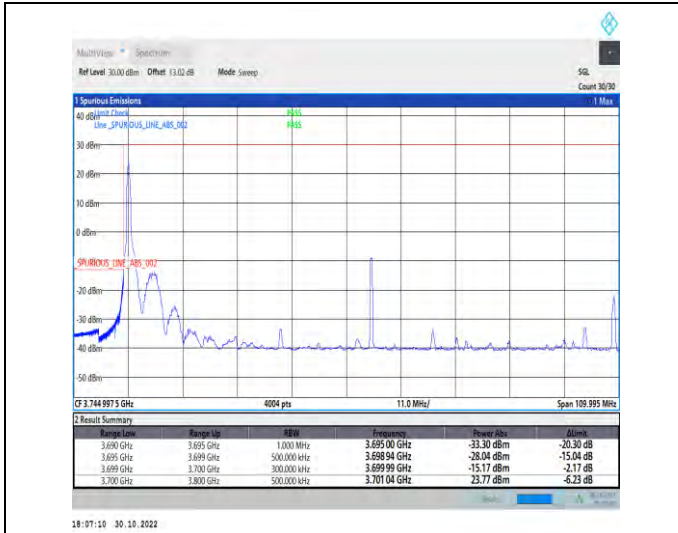 MultiView Spectrum
Ref Level 30.00 dBm Offset 13.02 dB Mode Sweep SGL
Count 30/30
1 Spurious Emissions 1 Max
40 dBm Limit Check PASS
Line _SPURIOUS_LINE_ABS_002 PASS
30 dBm
20 dBm
10 dBm
0 dBm
_SPURIOUS_LINE_ABS_002
-20 dBm
-30 dBm
-40 dBm
-50 dBm
CF 3.744 997 5 GHz 4004 pts 11.0 MHz/ Span 109.995 MHz
2 Result Summary
Range Low Range Up RBW Frequency Power Abs ΔLimit
3.690 GHz 3.695 GHz 1.000 MHz 3.695 00 GHz -33.30 dBm -20.30 dB
3.695 GHz 3.699 GHz 500.000 kHz 3.698 94 GHz -28.04 dBm -15.04 dB
3.699 GHz 3.700 GHz 300.000 kHz 3.699 99 GHz -15.17 dBm -2.17 dB
3.700 GHz 3.800 GHz 500.000 kHz 3.701 04 GHz 23.77 dBm -6.23 dB
18:07:10 30.10.2022